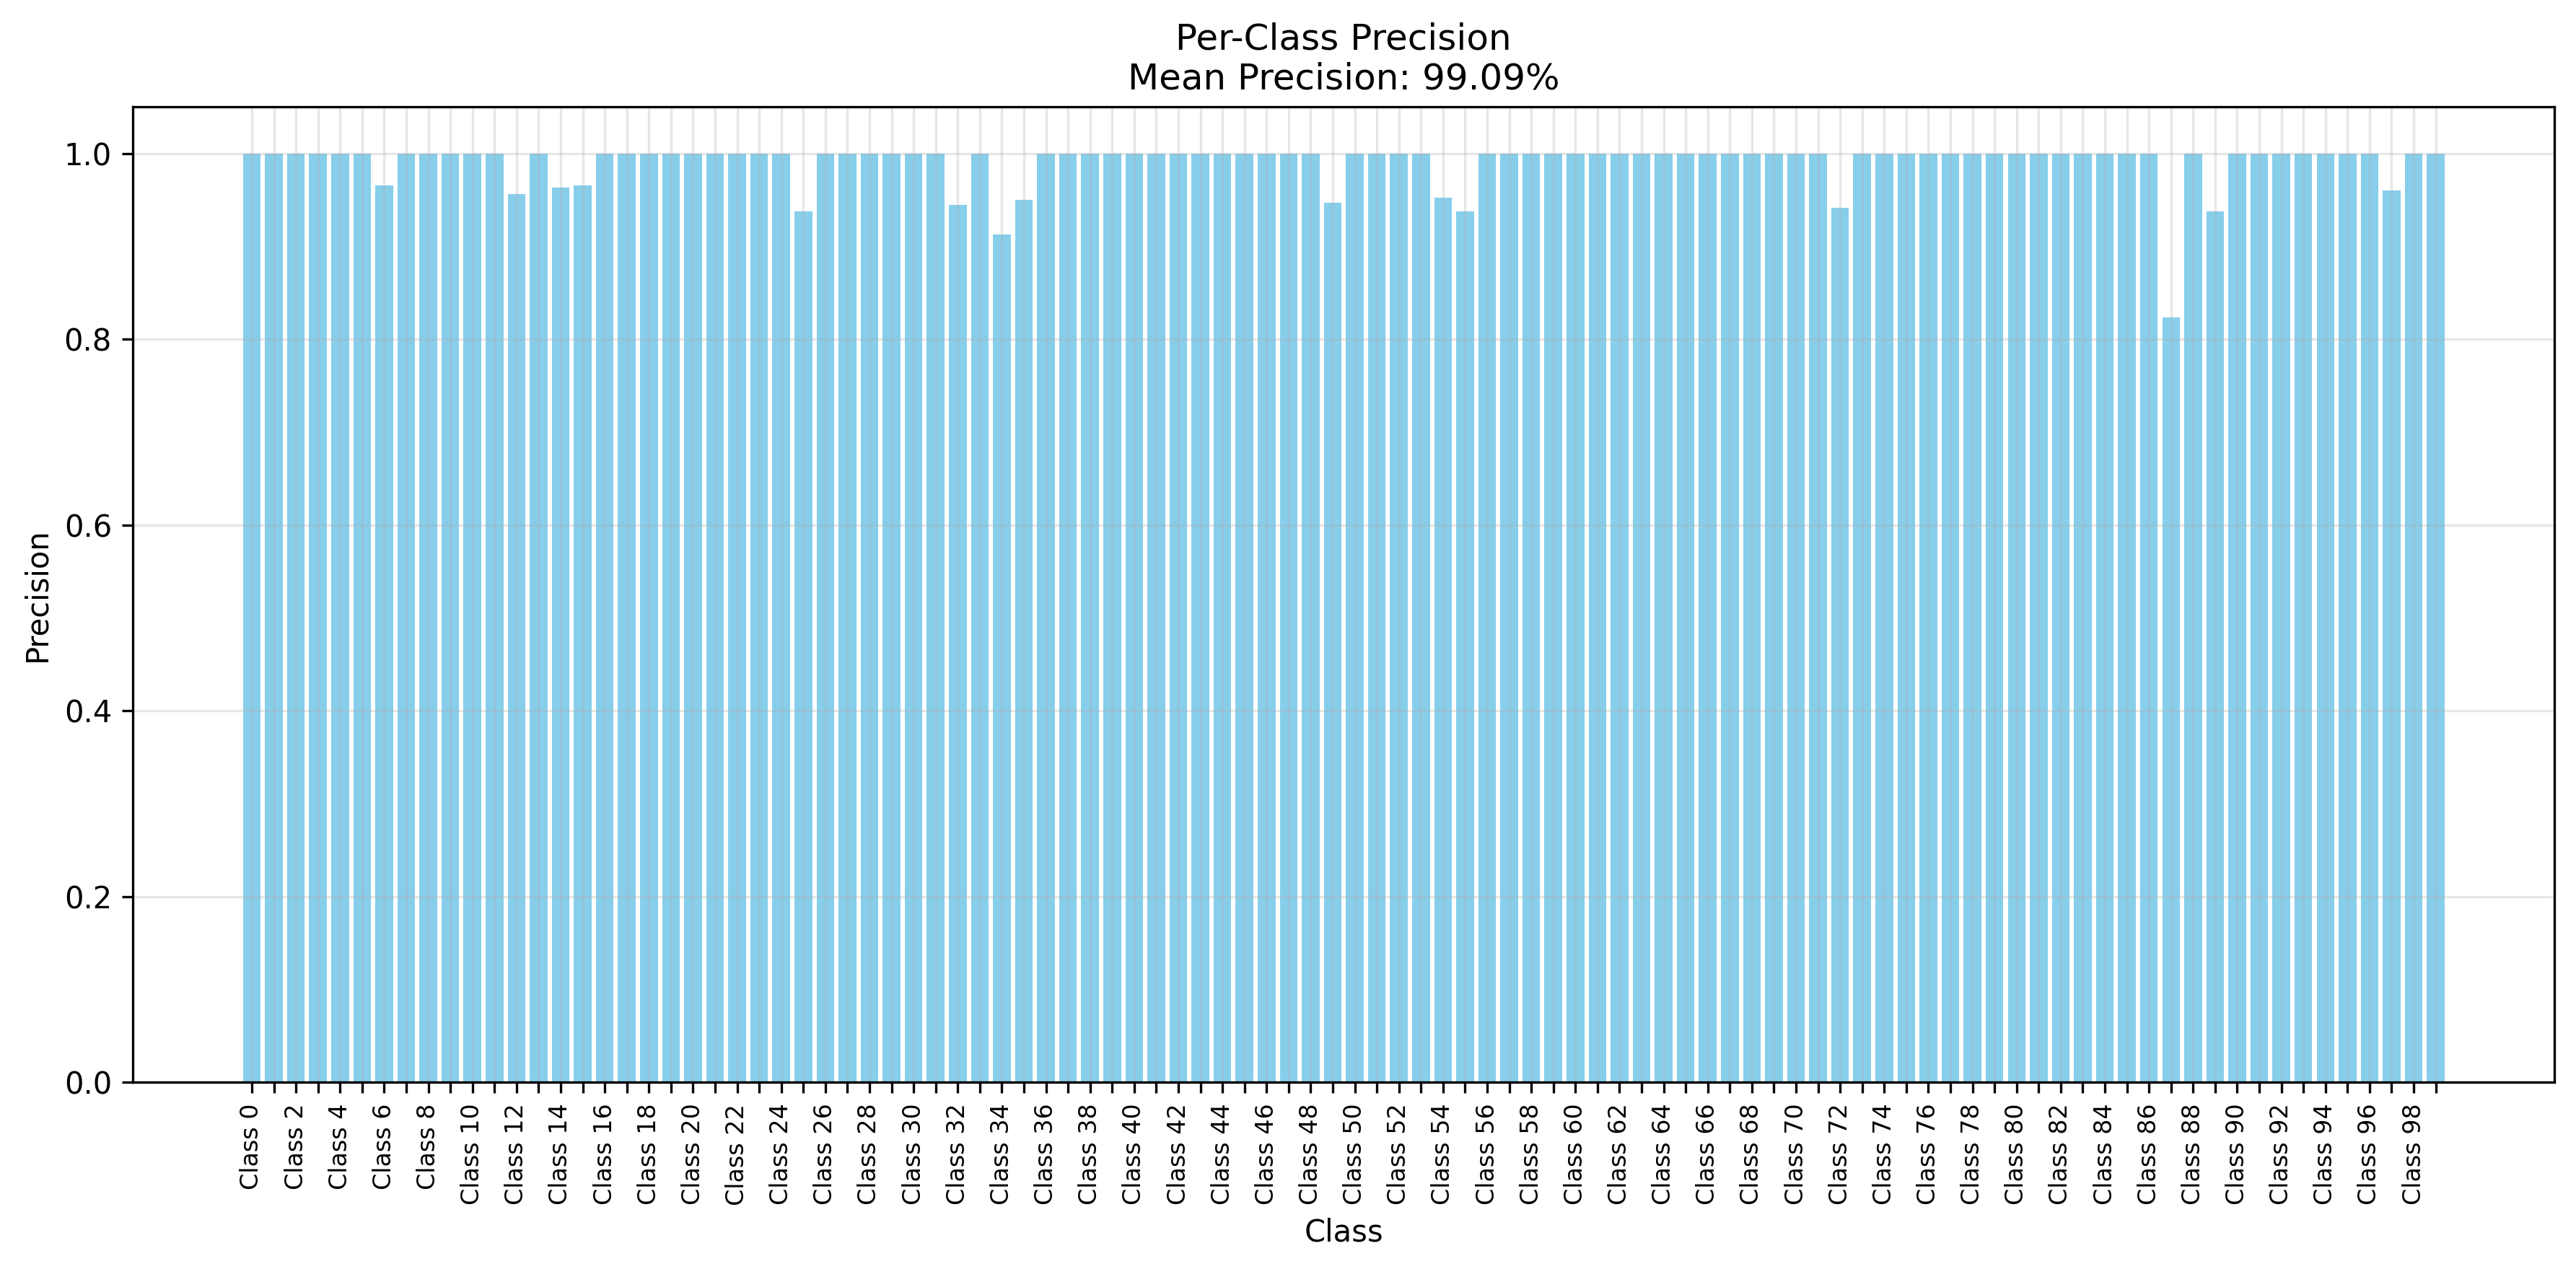 Per-Class Precision
Mean Precision: 99.09%
Precision
1.0
0.8
0.6
0.4
0.2
0.0
Class 0
Class 2
Class 4
Class 6
Class 8
Class 10
Class 12
Class 14
Class 16
Class 18
Class 20
Class 22
Class 24
Class 26
Class 28
Class 30
Class 32
Class 34
Class 36
Class 38
Class 40
Class 42
Class 44
Class 46
Class 48
Class 50
Class 52
Class 54
Class 56
Class 58
Class 60
Class 62
Class 64
Class 66
Class 68
Class 70
Class 72
Class 74
Class 76
Class 78
Class 80
Class 82
Class 84
Class 86
Class 88
Class 90
Class 92
Class 94
Class 96
Class 98
Class